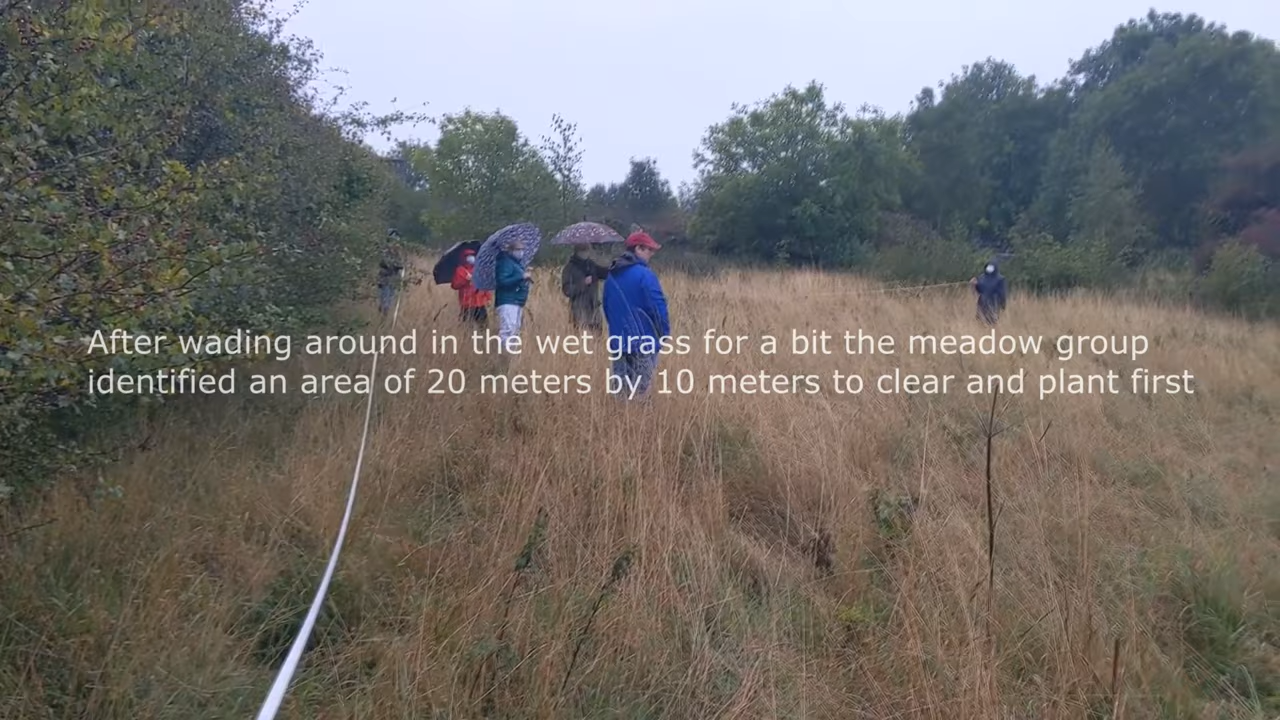 After wading around in the wet grass for a bit the meadow group
identified an area of 20 meters by 10 meters to clear and plant first